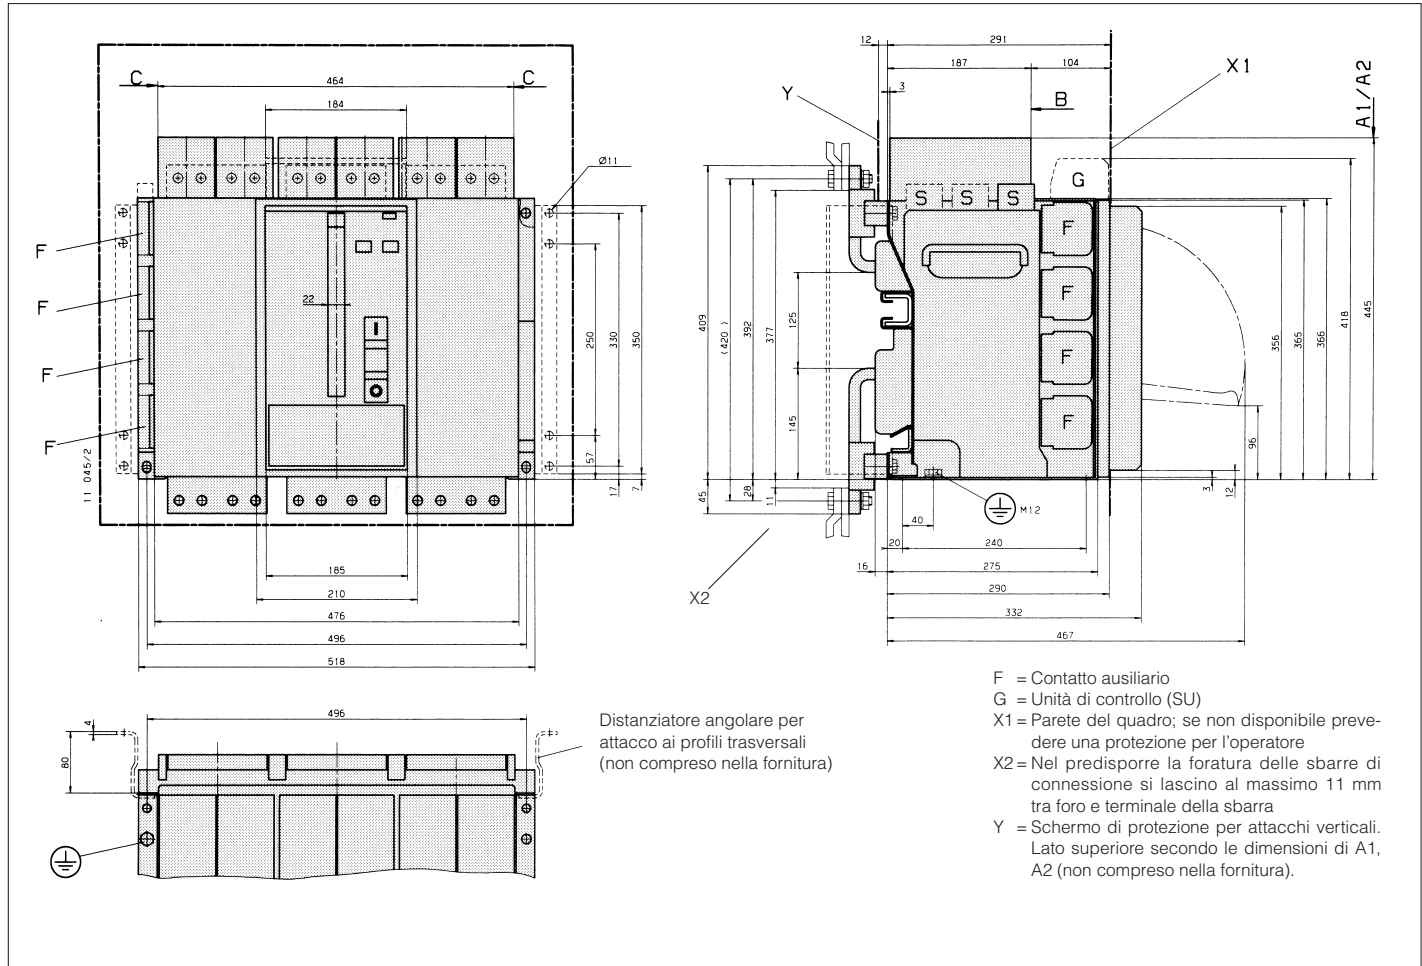 C
464
C
184
Ø11
22
F
F
F
F
250
330
350
57
17
7
11 045/2
185
210
476
496
518
12
291
187
104
3
Y
B
X1
A1/A2
G
S
S
S
F
F
F
F
409
(420)
392
377
125
145
45
28
11
356
365
366
418
445
96
3
12
M12
40
20
240
16
275
290
332
467
X2
4
80
496
Distanziatore angolare per
attacco ai profili trasversali
(non compreso nella fornitura)
F = Contatto ausiliario
G = Unità di controllo (SU)
X1 = Parete del quadro; se non disponibile preve-
dere una protezione per l'operatore
X2 = Nel predisporre la foratura delle sbarre di
connessione si lascino al massimo 11 mm
tra foro e terminale della sbarra
Y = Schermo di protezione per attacchi verticali.
Lato superiore secondo le dimensioni di A1,
A2 (non compreso nella fornitura).